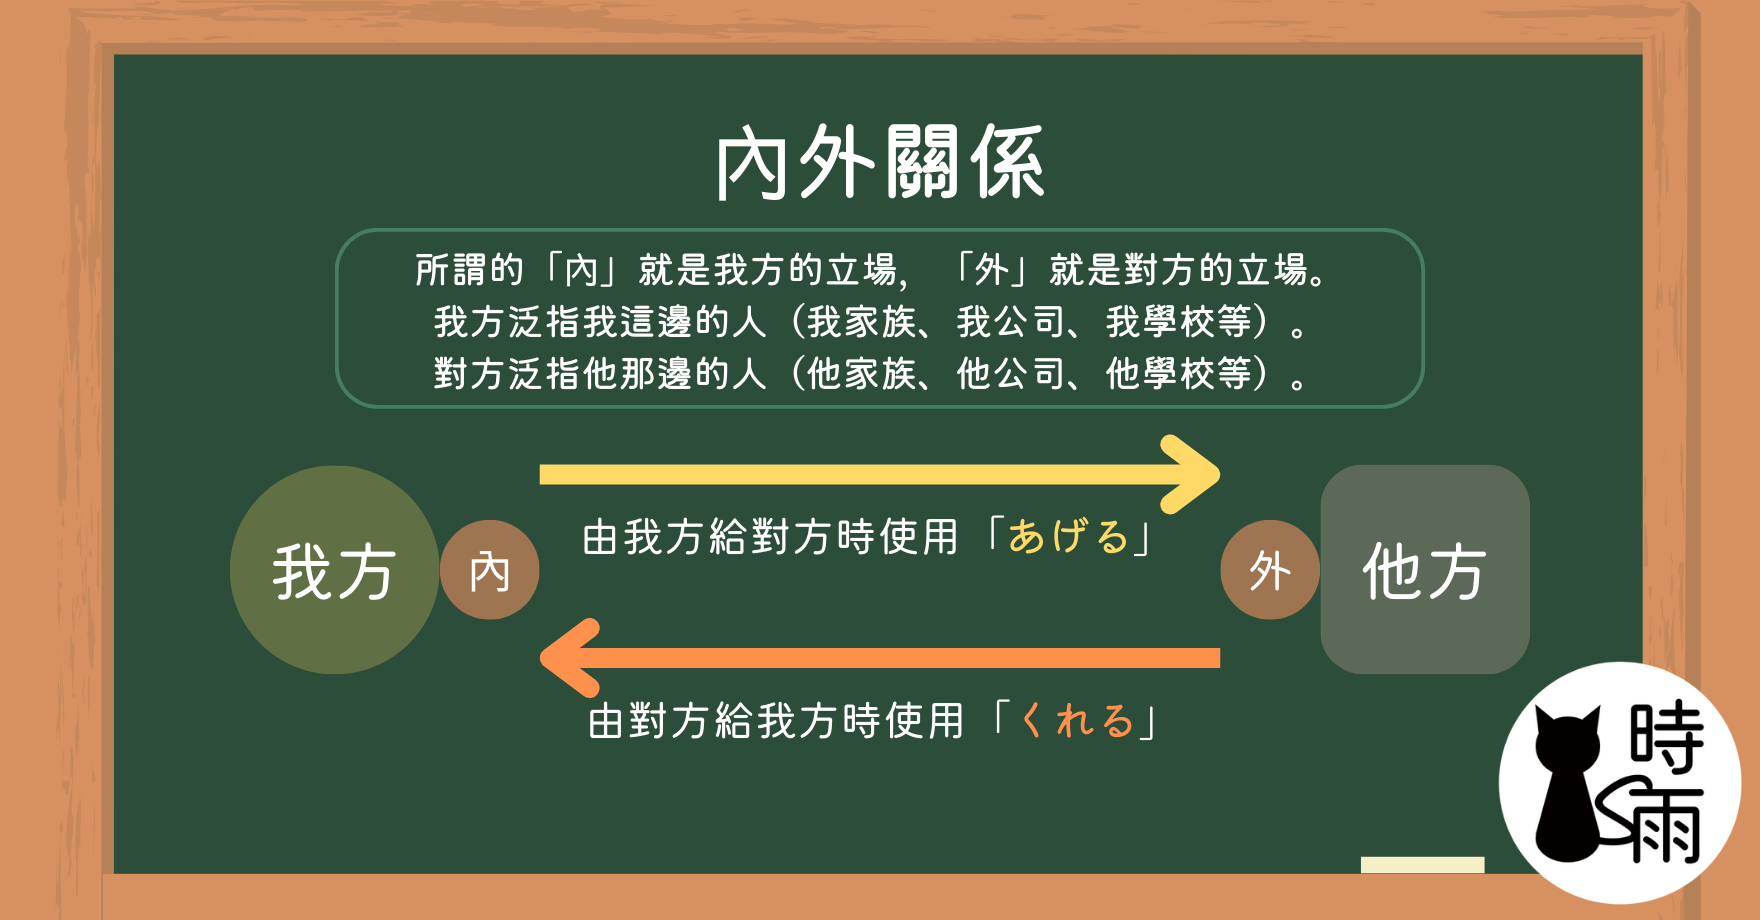 內外關係
所謂的「內」就是我方的立場，「外」就是對方的立場。
我方泛指我這邊的人（我家族、我公司、我學校等）。
對方泛指他那邊的人（他家族、他公司、他學校等）。
由我方給對方時使用「あげる」
我方
內
外
他方
由對方給我方時使用「くれる」
時雨